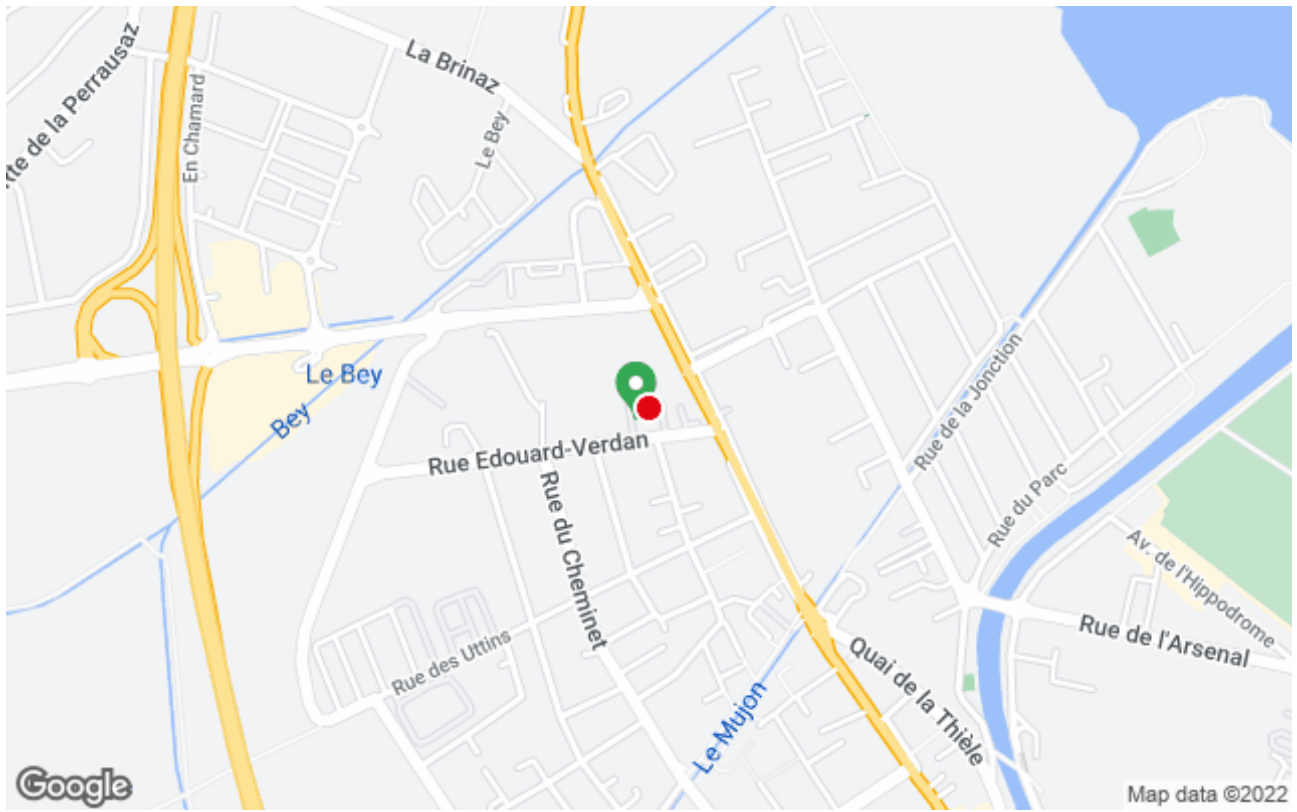 La Brinaz
tte de la Perrausaz
En Chamard
Le Bey
Le Bey
Bey
Rue de la Jonction
Rue Edouard-Verdan
Rue du Parc
Rue du Cheminet
Av. de l'Hippodrome
Rue de l'Arsenal
Rue des Uttins
Quai de la Thièle
Le Mujon
Google
Map data ©2022